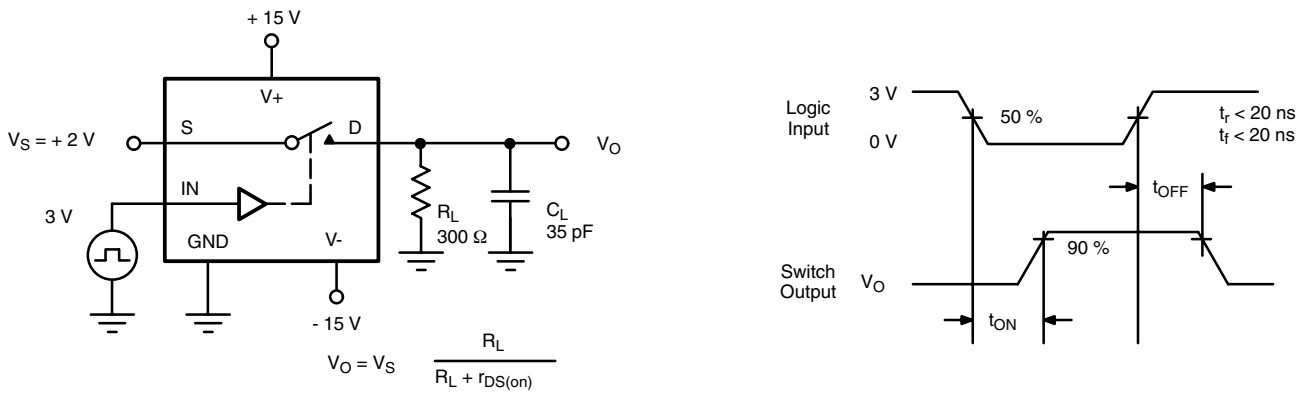 + 15 V
V+
S
D
V_S = + 2 V
V_O
IN
3 V
R_L
300 Ω
C_L
35 pF
GND
V-
- 15 V
V_O = V_S R_L / R_L + r_DS(on)
Logic
Input
3 V
0 V
50 %
t_r < 20 ns
t_f < 20 ns
t_OFF
90 %
Switch
Output
V_O
t_ON